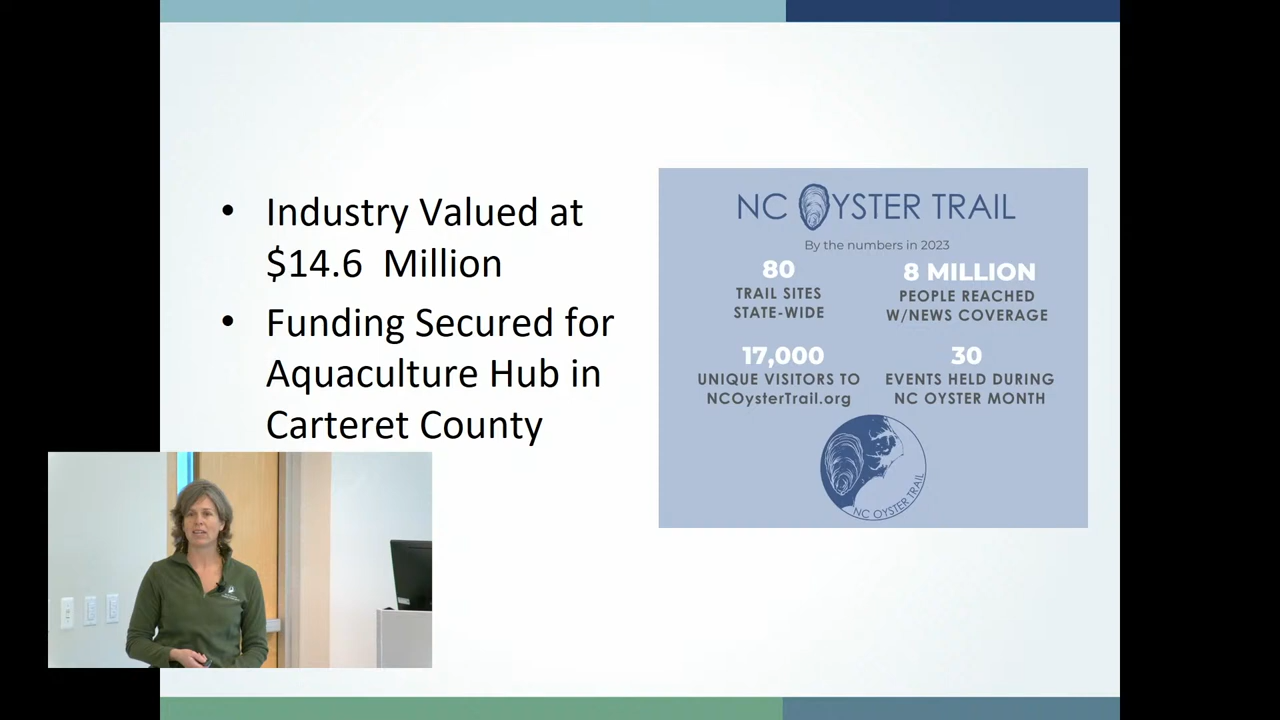 • Industry Valued at
$14.6 Million
• Funding Secured for
Aquaculture Hub in
Carteret County
NC OYSTER TRAIL
By the numbers in 2023
80
TRAIL SITES
STATE-WIDE
8 MILLION
PEOPLE REACHED
W/NEWS COVERAGE
17,000
UNIQUE VISITORS TO
NCOysterTrail.org
30
EVENTS HELD DURING
NC OYSTER MONTH
NC OYSTER TRAIL